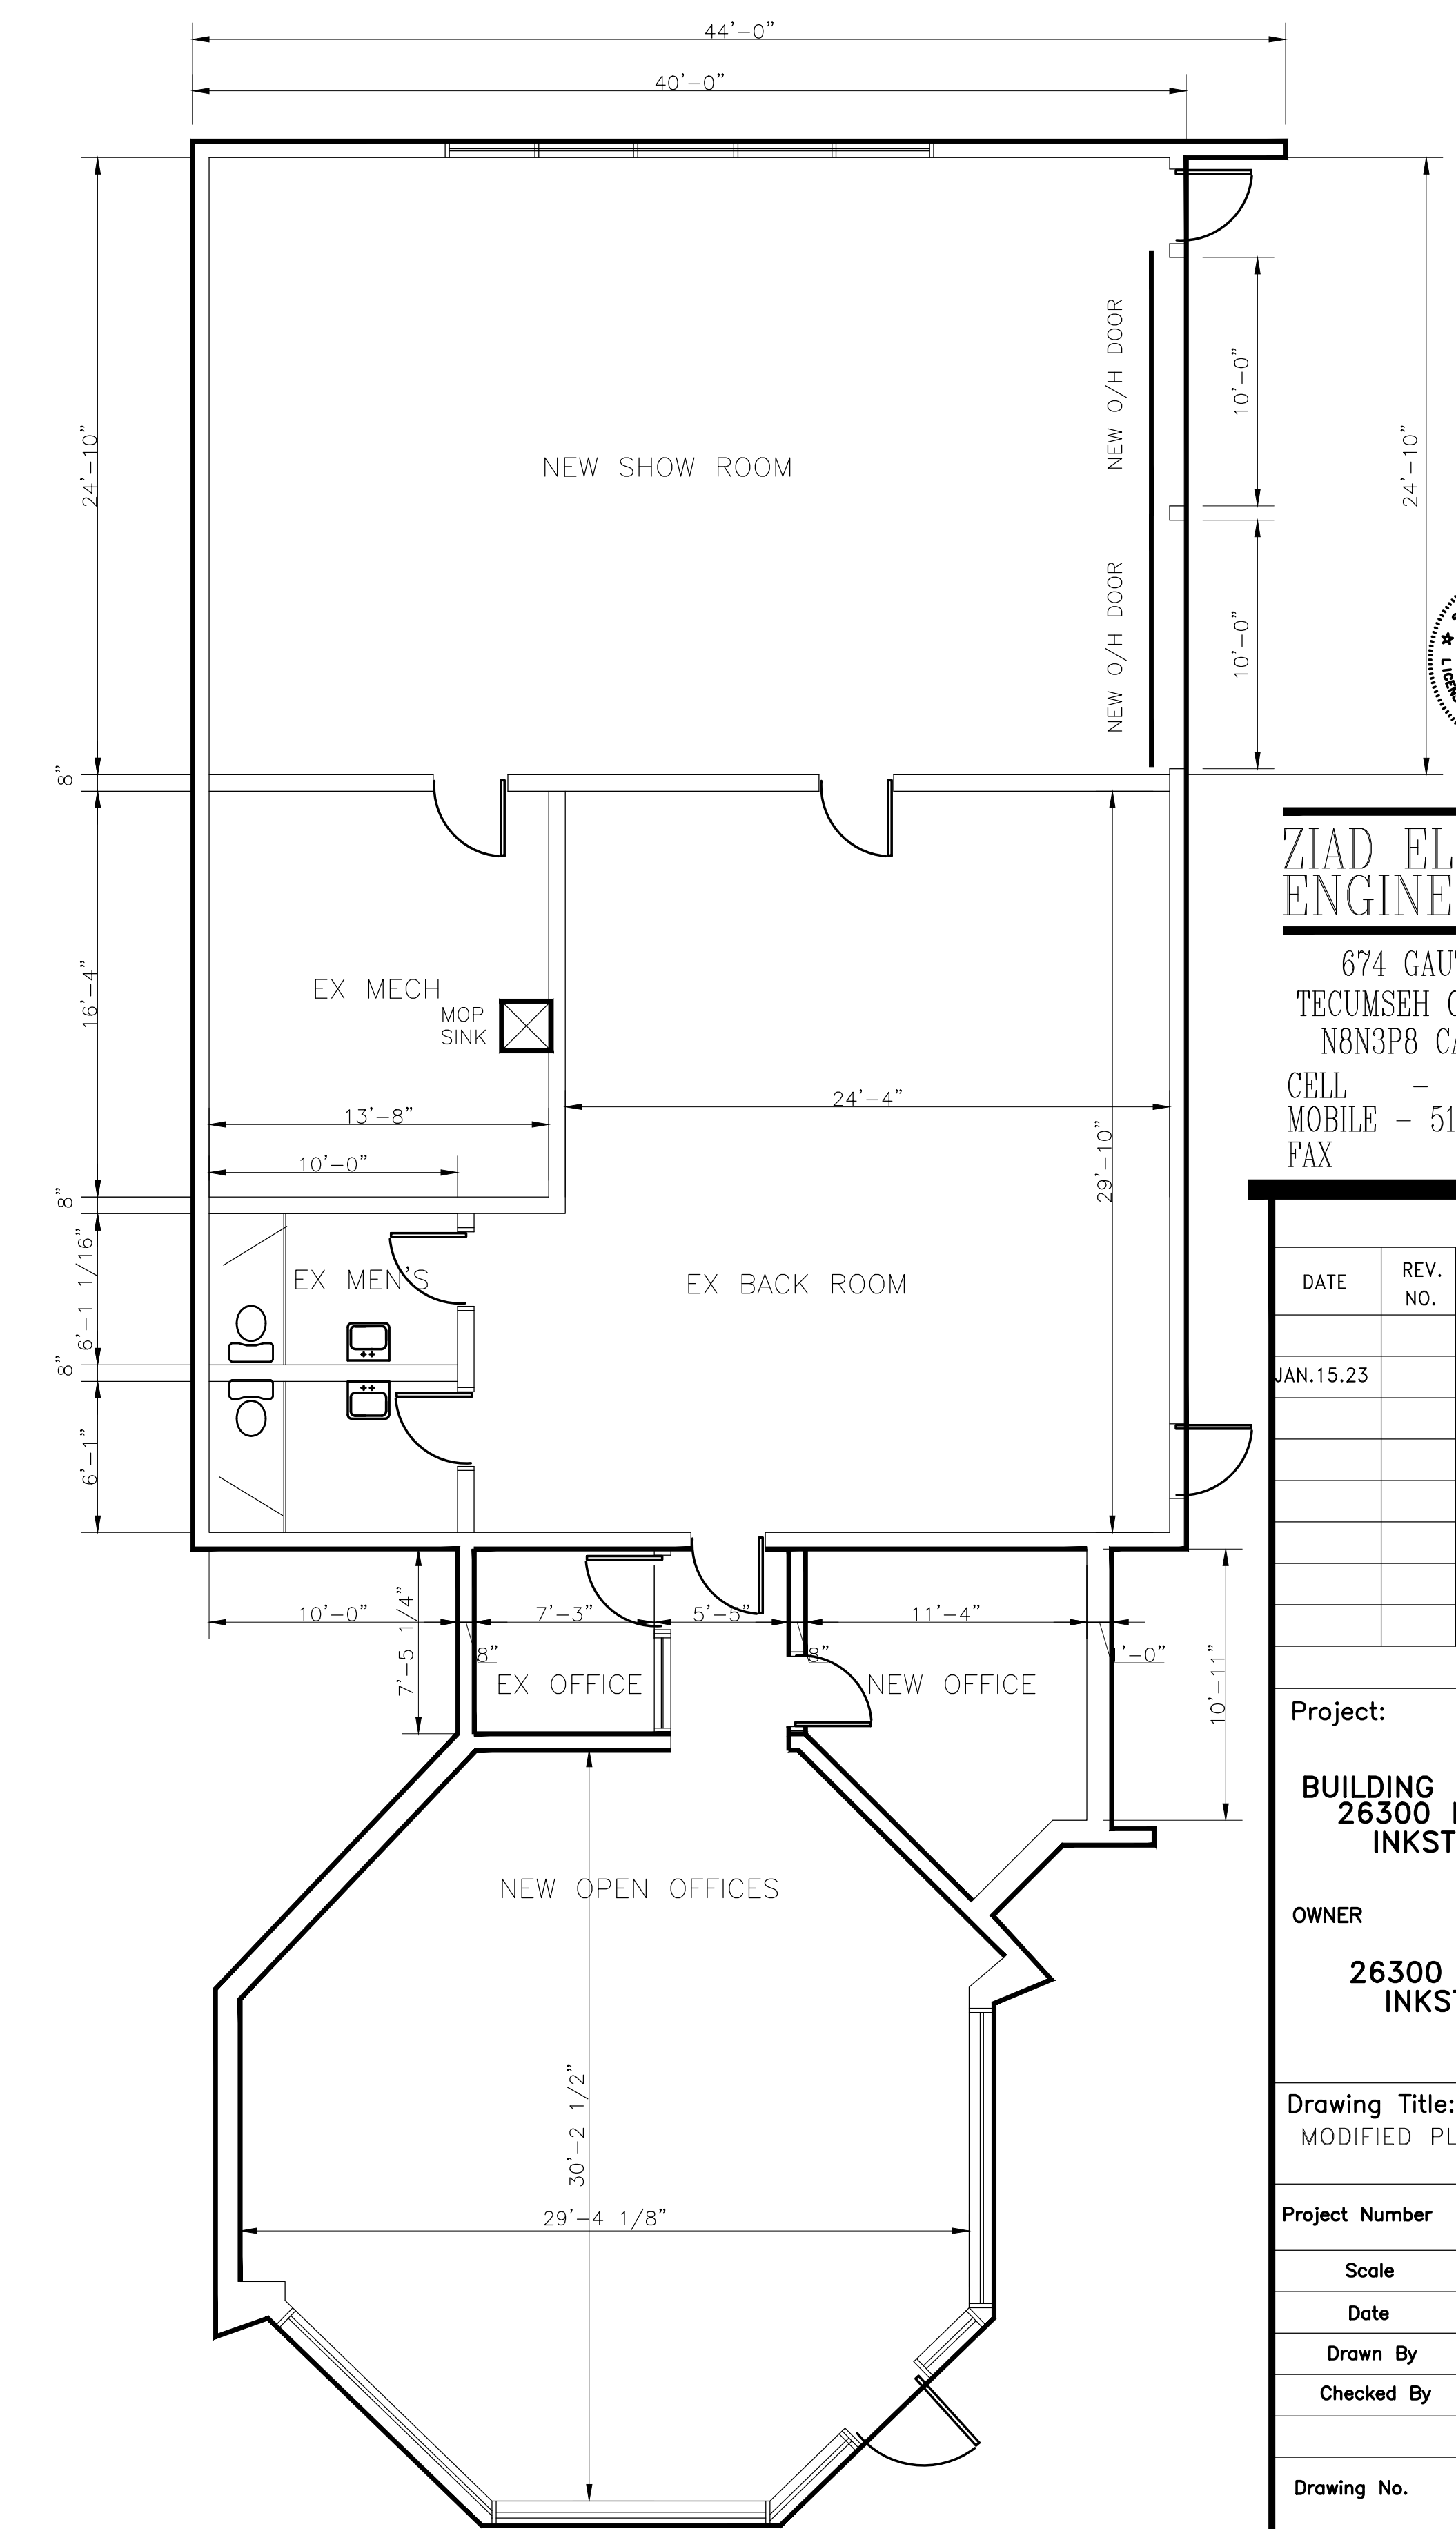 44'-0"
40'-0"
24'-10"
NEW SHOW ROOM
NEW O/H DOOR
NEW O/H DOOR
10'-0"
10'-0"
24'-10"
8"
16'-4"
EX MECH
MOP
SINK
13'-8"
10'-0"
24'-4"
29'-10"
8"
6'-1 1/16"
EX MEN'S
EX BACK ROOM
8"
6'-1"
10'-0"
7'-5 1/4"
8"
7'-3"
5'-5"
8"
11'-4"
1'-0"
10'-11"
EX OFFICE
NEW OFFICE
NEW OPEN OFFICES
30'-2 1/2"
29'-4 1/8"
ZIAD EL
ENGINE
674 GAU
TECUMSEH
N8N3P8 CA
CELL -
MOBILE - 51
FAX
DATE
REV.
NO.
JAN.15.23
Project:
BUILDING
26300
INKST
OWNER
26300
INKST
Drawing Title:
MODIFIED PL
Project Number
Scale
Date
Drawn By
Checked By
Drawing No.